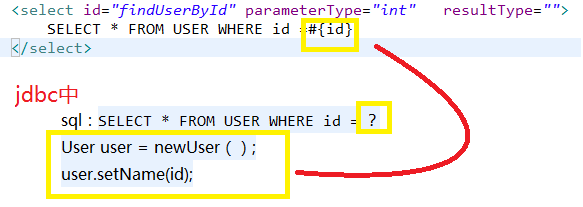 <select id="findUserById" parameterType="int" resultType="">
SELECT * FROM USER WHERE id =#{id}
</select>
jdbc中
sql : SELECT * FROM USER WHERE id = ?
User user = newUser ( ) ;
user.setName(id);